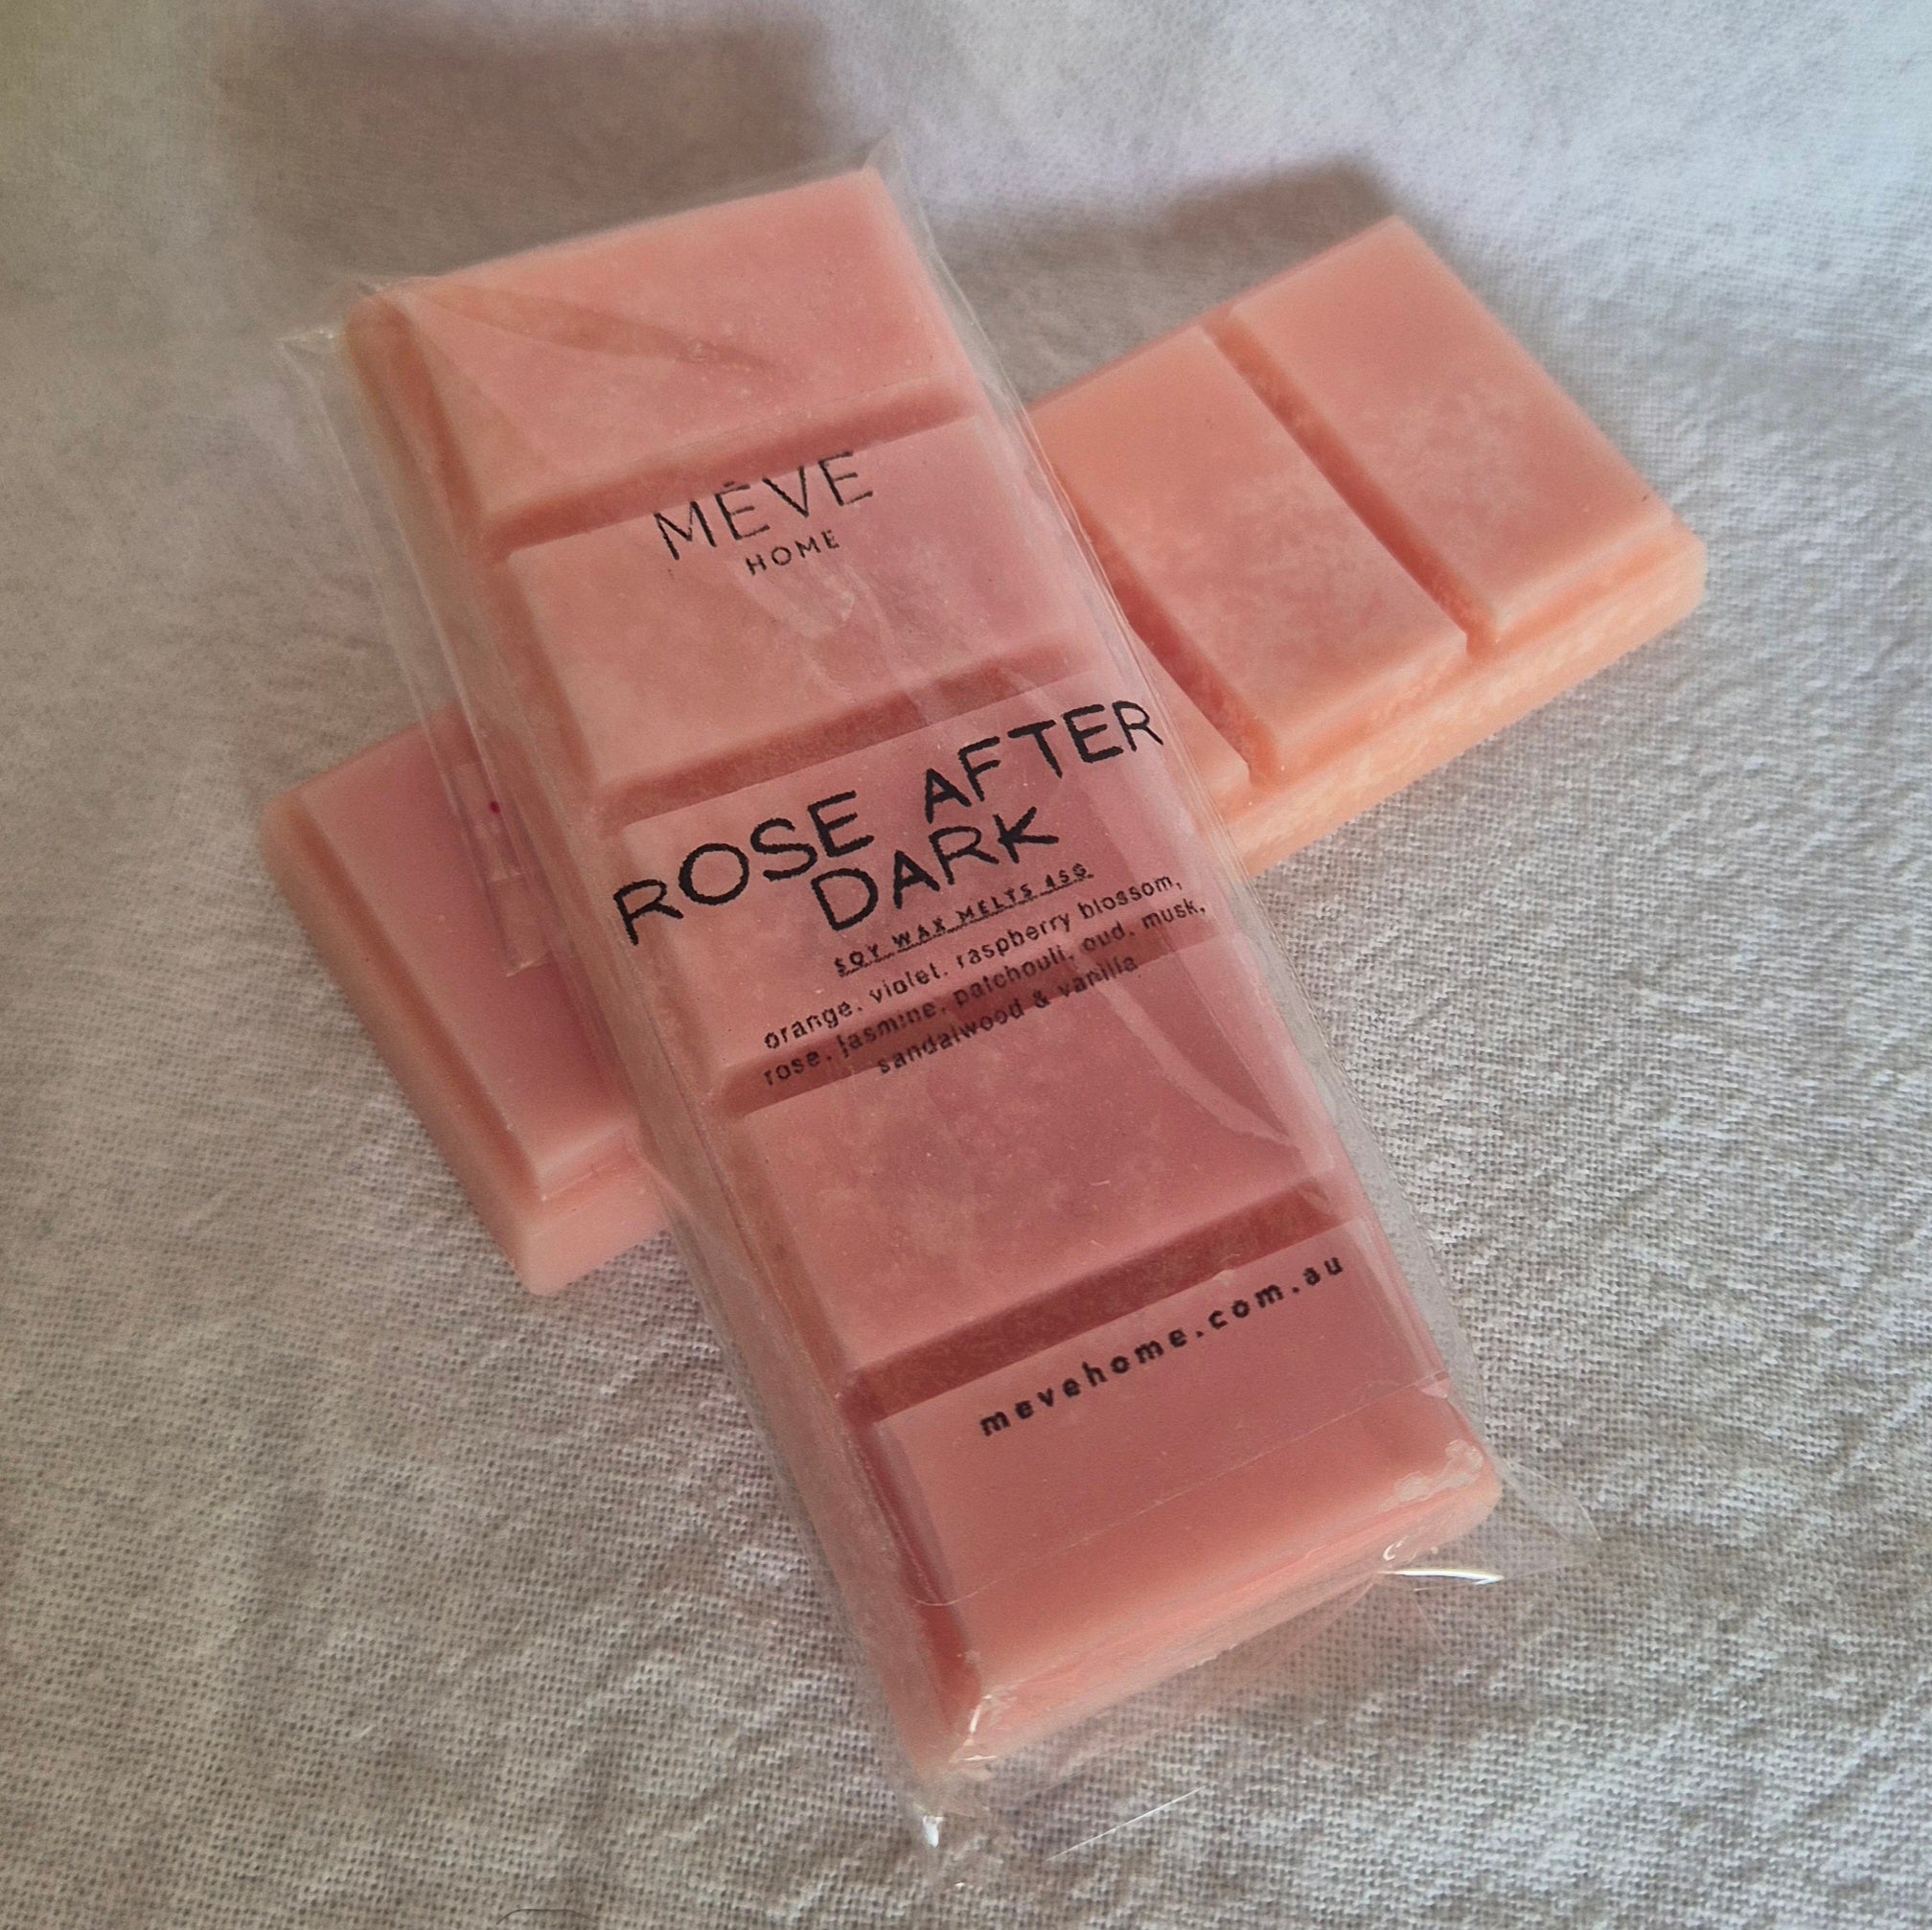 MĒVE
HOME
ROSE AFTER
DARK
SOY WAX MELTS 45G
orange, violet, raspberry blossom,
rose, jasmine, patchouli, oud, musk,
sandalwood & vanilla
mevehome.com.au